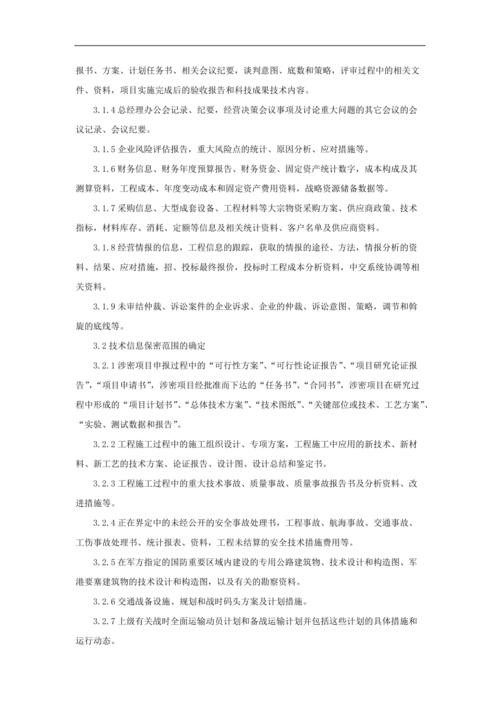 报书、方案、计划任务书、相关会议纪要，谈判意图、底数和策略，评审过程中的相关文
件、资料，项目实施完成后的验收报告和科技成果技术内容。
3.1.4 总经理办公会记录、纪要，经营决策会议事项及讨论重大问题的其它会议的会
议记录、会议纪要。
3.1.5 企业风险评估报告，重大风险点的统计、原因分析、应对措施等。
3.1.6 财务信息、财务年度预算报告、财务资金、固定资产统计数字，成本构成及其
测算资料，工程成本、年度变动成本和固定资产费用资料，战略资源储备数据等。
3.1.7 采购信息、大型成套设备、工程材料等大宗物资采购方案、供应商政策、技术
指标，材料库存、消耗、定额等信息及相关统计资料、客户名单及供应商资料。
3.1.8 经营情报的信息，工程信息的跟踪，获取的情报的途径、方法，情报分析的资
料、结果、应对措施，招、投标最终报价，投标时工程成本分析资料，中交系统协调等相
关资料。
3.1.9 未审结仲裁、诉讼案件的企业诉求、企业的仲裁、诉讼意图、策略，调节和斡
旋的底线等。
3.2 技术信息保密范围的确定
3.2.1 涉密项目申报过程中的“可行性方案”、“可行性论证报告”、“项目研究论证报
告”，“项目申请书”，涉密项目经批准而下达的“任务书”、“合同书”，涉密项目在研究过
程中形成的“项目计划书”、“总体技术方案”、“技术图纸”、“关键部位或技术、工艺方案”、
“实验、测试数据和报告”。
3.2.2 工程施工过程中的施工组织设计、专项方案，工程施工中应用的新技术、新材
料、新工艺的技术方案、论证报告、设计图、设计总结和鉴定书。
3.2.3 工程施工过程中的重大技术事故、质量事故、质量事故报告书及分析资料、改
进措施等。
3.2.4 正在界定中的未经公开的安全事故处理书，工程事故、航海事故、交通事故、
工伤事故处理书、统计报表、资料，工程未结算的安全技术措施费用等。
3.2.5 在军方指定的国防重要区域内建设的专用公路建筑物、技术设计和构造图、军
港要塞建筑物的技术设计和构造图，以及有关的勘察资料。
3.2.6 交通战备设施、规划和战时码头方案及计划措施。
3.2.7 上级有关战时全面运输动员计划和备战运输计划并包括这些计划的具体措施和
运行动态。